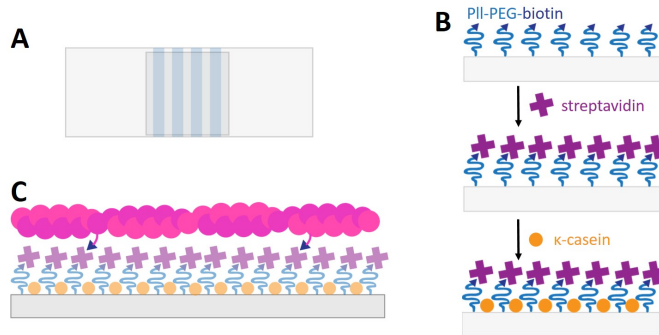 A
B
Pll-PEG-biotin
streptavidin
C
κ-casein